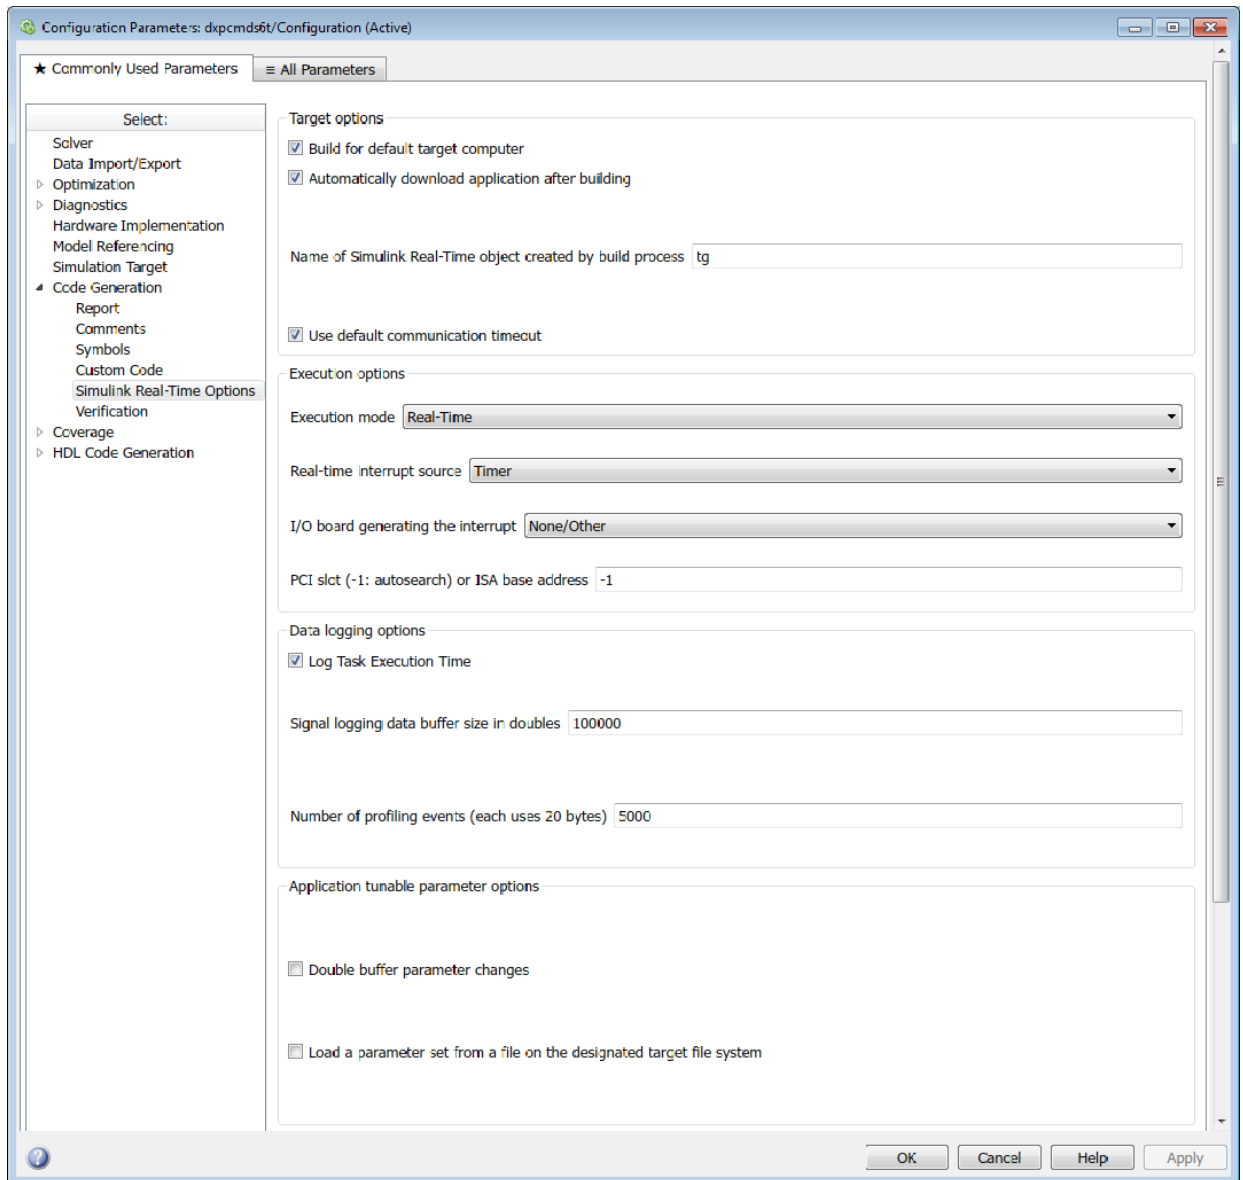 Configuration Parameters: dxpcmds6t/Configuration (Active)
★ Commonly Used Parameters
≡ All Parameters
Select:
Solver
Data Import/Export
Optimization
Diagnostics
Hardware Implementation
Model Referencing
Simulation Target
Code Generation
Report
Comments
Symbols
Custom Code
Simulink Real-Time Options
Verification
Coverage
HDL Code Generation
Target options
Build for default target computer
Automatically download application after building
Name of Simulink Real-Time object created by build process tg
Use default communication timeout
Execution options
Execution mode Real-Time
Real-time interrupt source Timer
I/O board generating the interrupt None/Other
PCI slot (-1: autosearch) or ISA base address -1
Data logging options
Log Task Execution Time
Signal logging data buffer size in doubles 100000
Number of profiling events (each uses 20 bytes) 5000
Application tunable parameter options
Double buffer parameter changes
Load a parameter set from a file on the designated target file system
? OK Cancel Help Apply